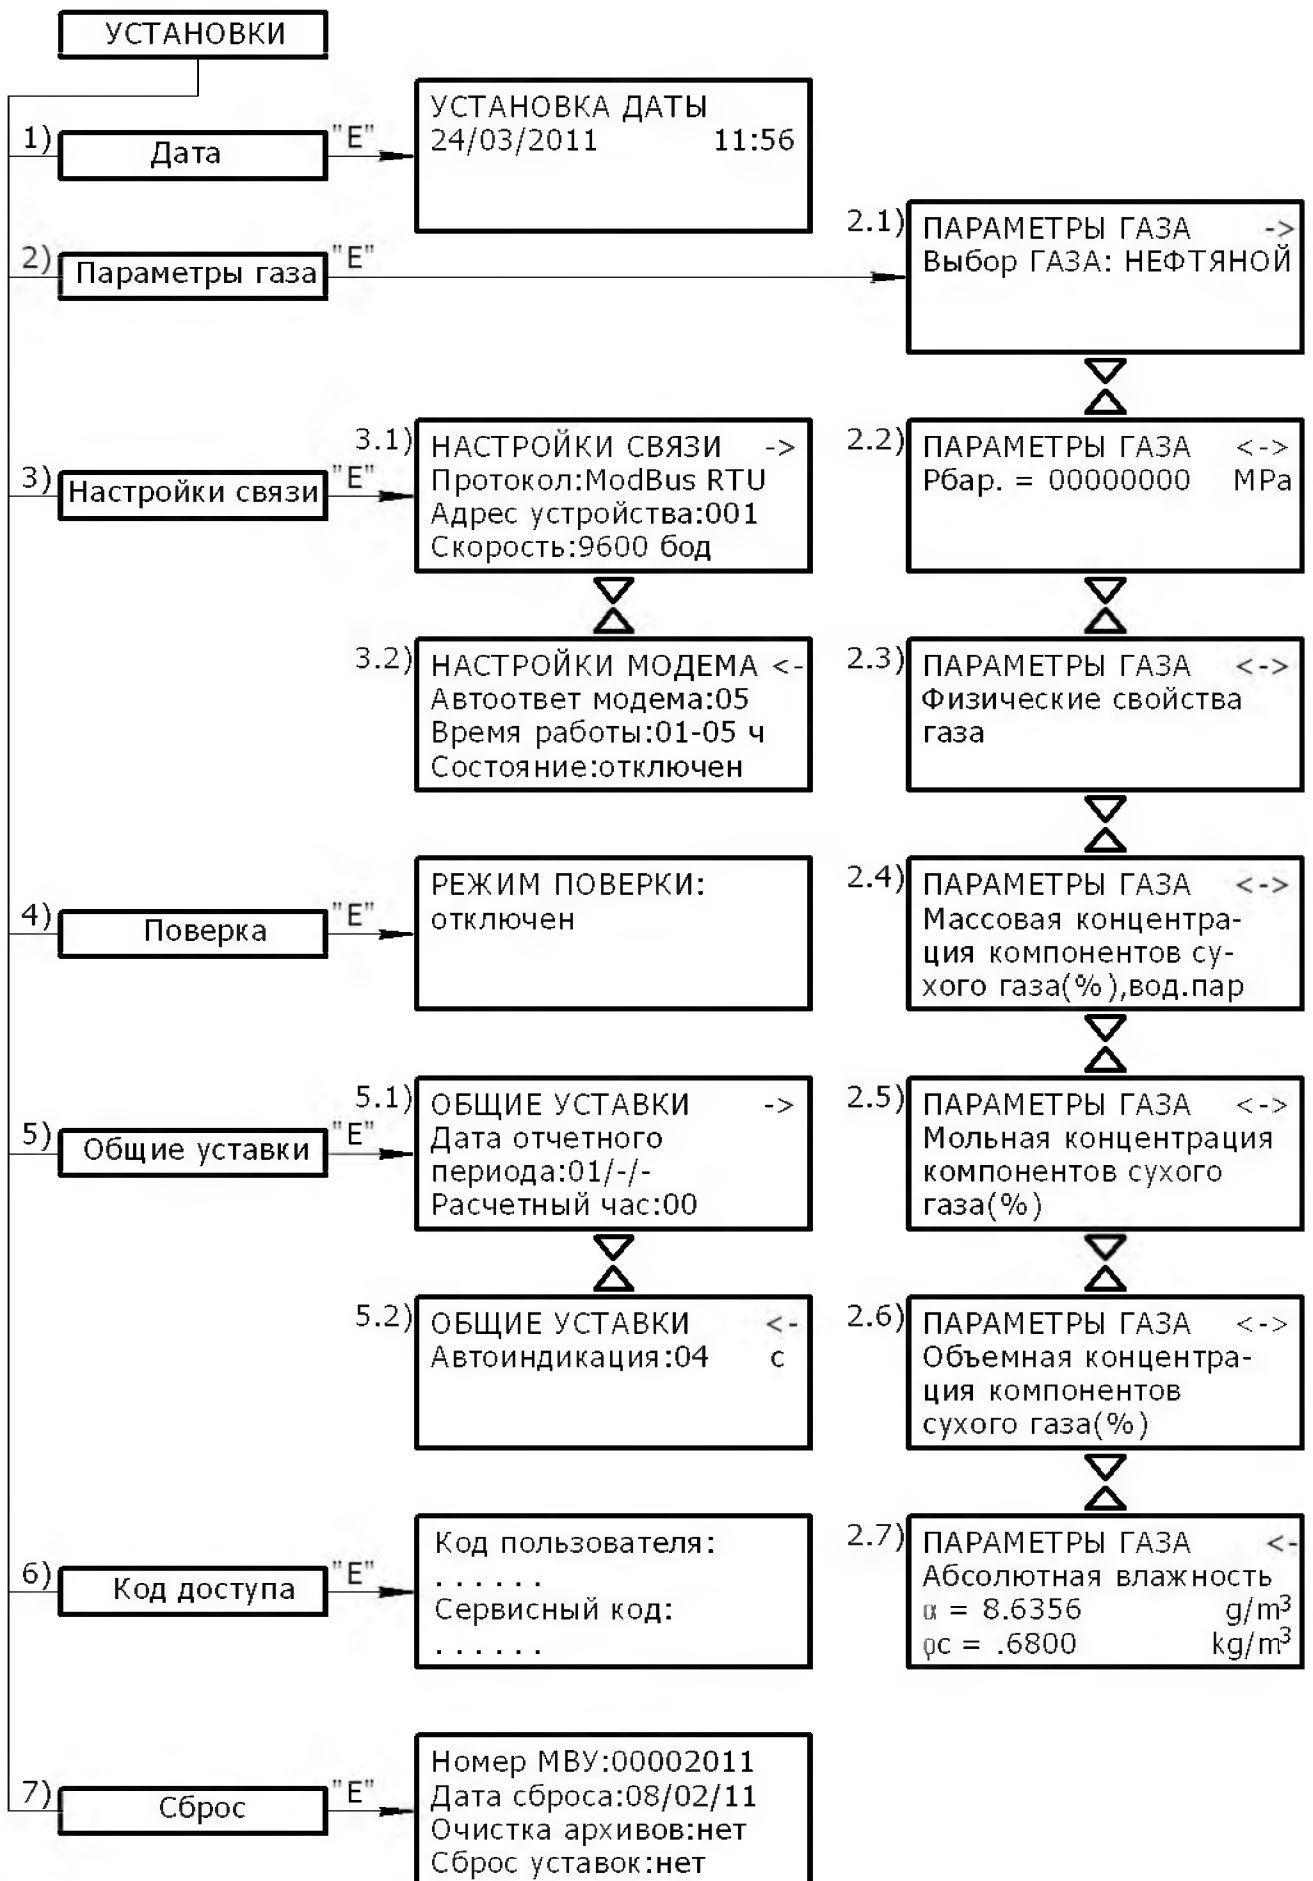 УСТАНОВКИ
1)
Дата
"E"
УСТАНОВКА ДАТЫ
24/03/2011 11:56
2)
Параметры газа
"E"
2.1)
ПАРАМЕТРЫ ГАЗА ->
Выбор ГАЗА: НЕФТЯНОЙ
2.2)
ПАРАМЕТРЫ ГАЗА <->
Рбар. = 00000000 MPa
2.3)
ПАРАМЕТРЫ ГАЗА <->
Физические свойства
газа
2.4)
ПАРАМЕТРЫ ГАЗА <->
Массовая концентра-
ция компонентов су-
хого газа(%),вод.пар
2.5)
ПАРАМЕТРЫ ГАЗА <->
Мольная концентрация
компонентов сухого
газа(%)
2.6)
ПАРАМЕТРЫ ГАЗА <->
Объемная концентра-
ция компонентов
сухого газа(%)
2.7)
ПАРАМЕТРЫ ГАЗА <-
Абсолютная влажность
α = 8.6356 g/m³
ρc = .6800 kg/m³
3)
Настройки связи
"E"
3.1)
НАСТРОЙКИ СВЯЗИ ->
Протокол:ModBus RTU
Адрес устройства:001
Скорость:9600 бод
3.2)
НАСТРОЙКИ МОДЕМА <-
Автоответ модема:05
Время работы:01-05 ч
Состояние:отключен
4)
Поверка
"E"
РЕЖИМ ПОВЕРКИ:
отключен
5)
Общие уставки
"E"
5.1)
ОБЩИЕ УСТАВКИ ->
Дата отчетного
периода:01/-/-
Расчетный час:00
5.2)
ОБЩИЕ УСТАВКИ <-
Автоиндикация:04 с
6)
Код доступа
"E"
Код пользователя:
. . . . . .
Сервисный код:
. . . . . .
7)
Сброс
"E"
Номер МВУ:00002011
Дата сброса:08/02/11
Очистка архивов:нет
Сброс уставок:нет